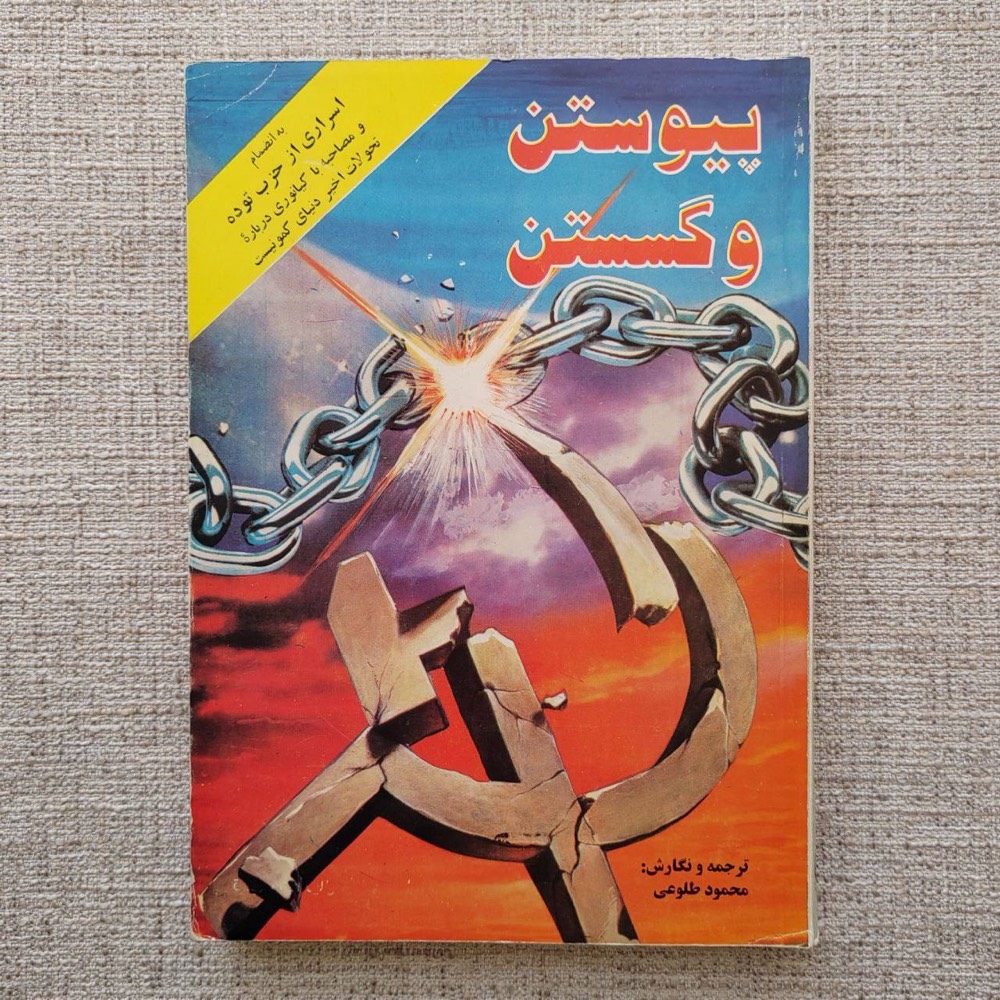 پیوستن
و گسستن
به انضمام
اسراری از حزب توده
و مصاحبه با کیانوری دربارهٔ
تحولات اخیر دنیای کمونیست
ترجمه و نگارش:
محمود طلوعی